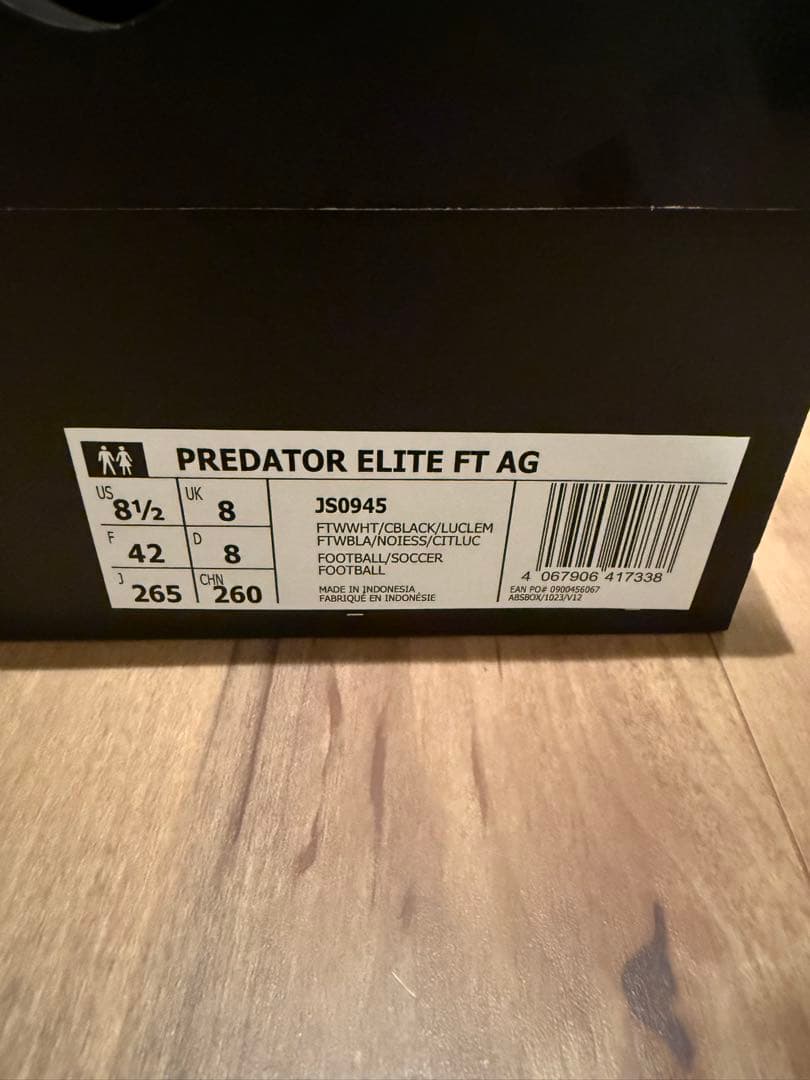 PREDATOR ELITE FT AG
US 8½ UK 8
F 42 D 8
J 265 CHN 260
JS0945
FTWWHT/CBLACK/LUCLEM
FTWBLA/NOIESS/CITLUC
FOOTBALL/SOCCER
FOOTBALL
MADE IN INDONESIA
FABRIQUÉ EN INDONÉSIE
4 067906 417338
EAN PO# 0900456067
ABSBOX/1023/V12